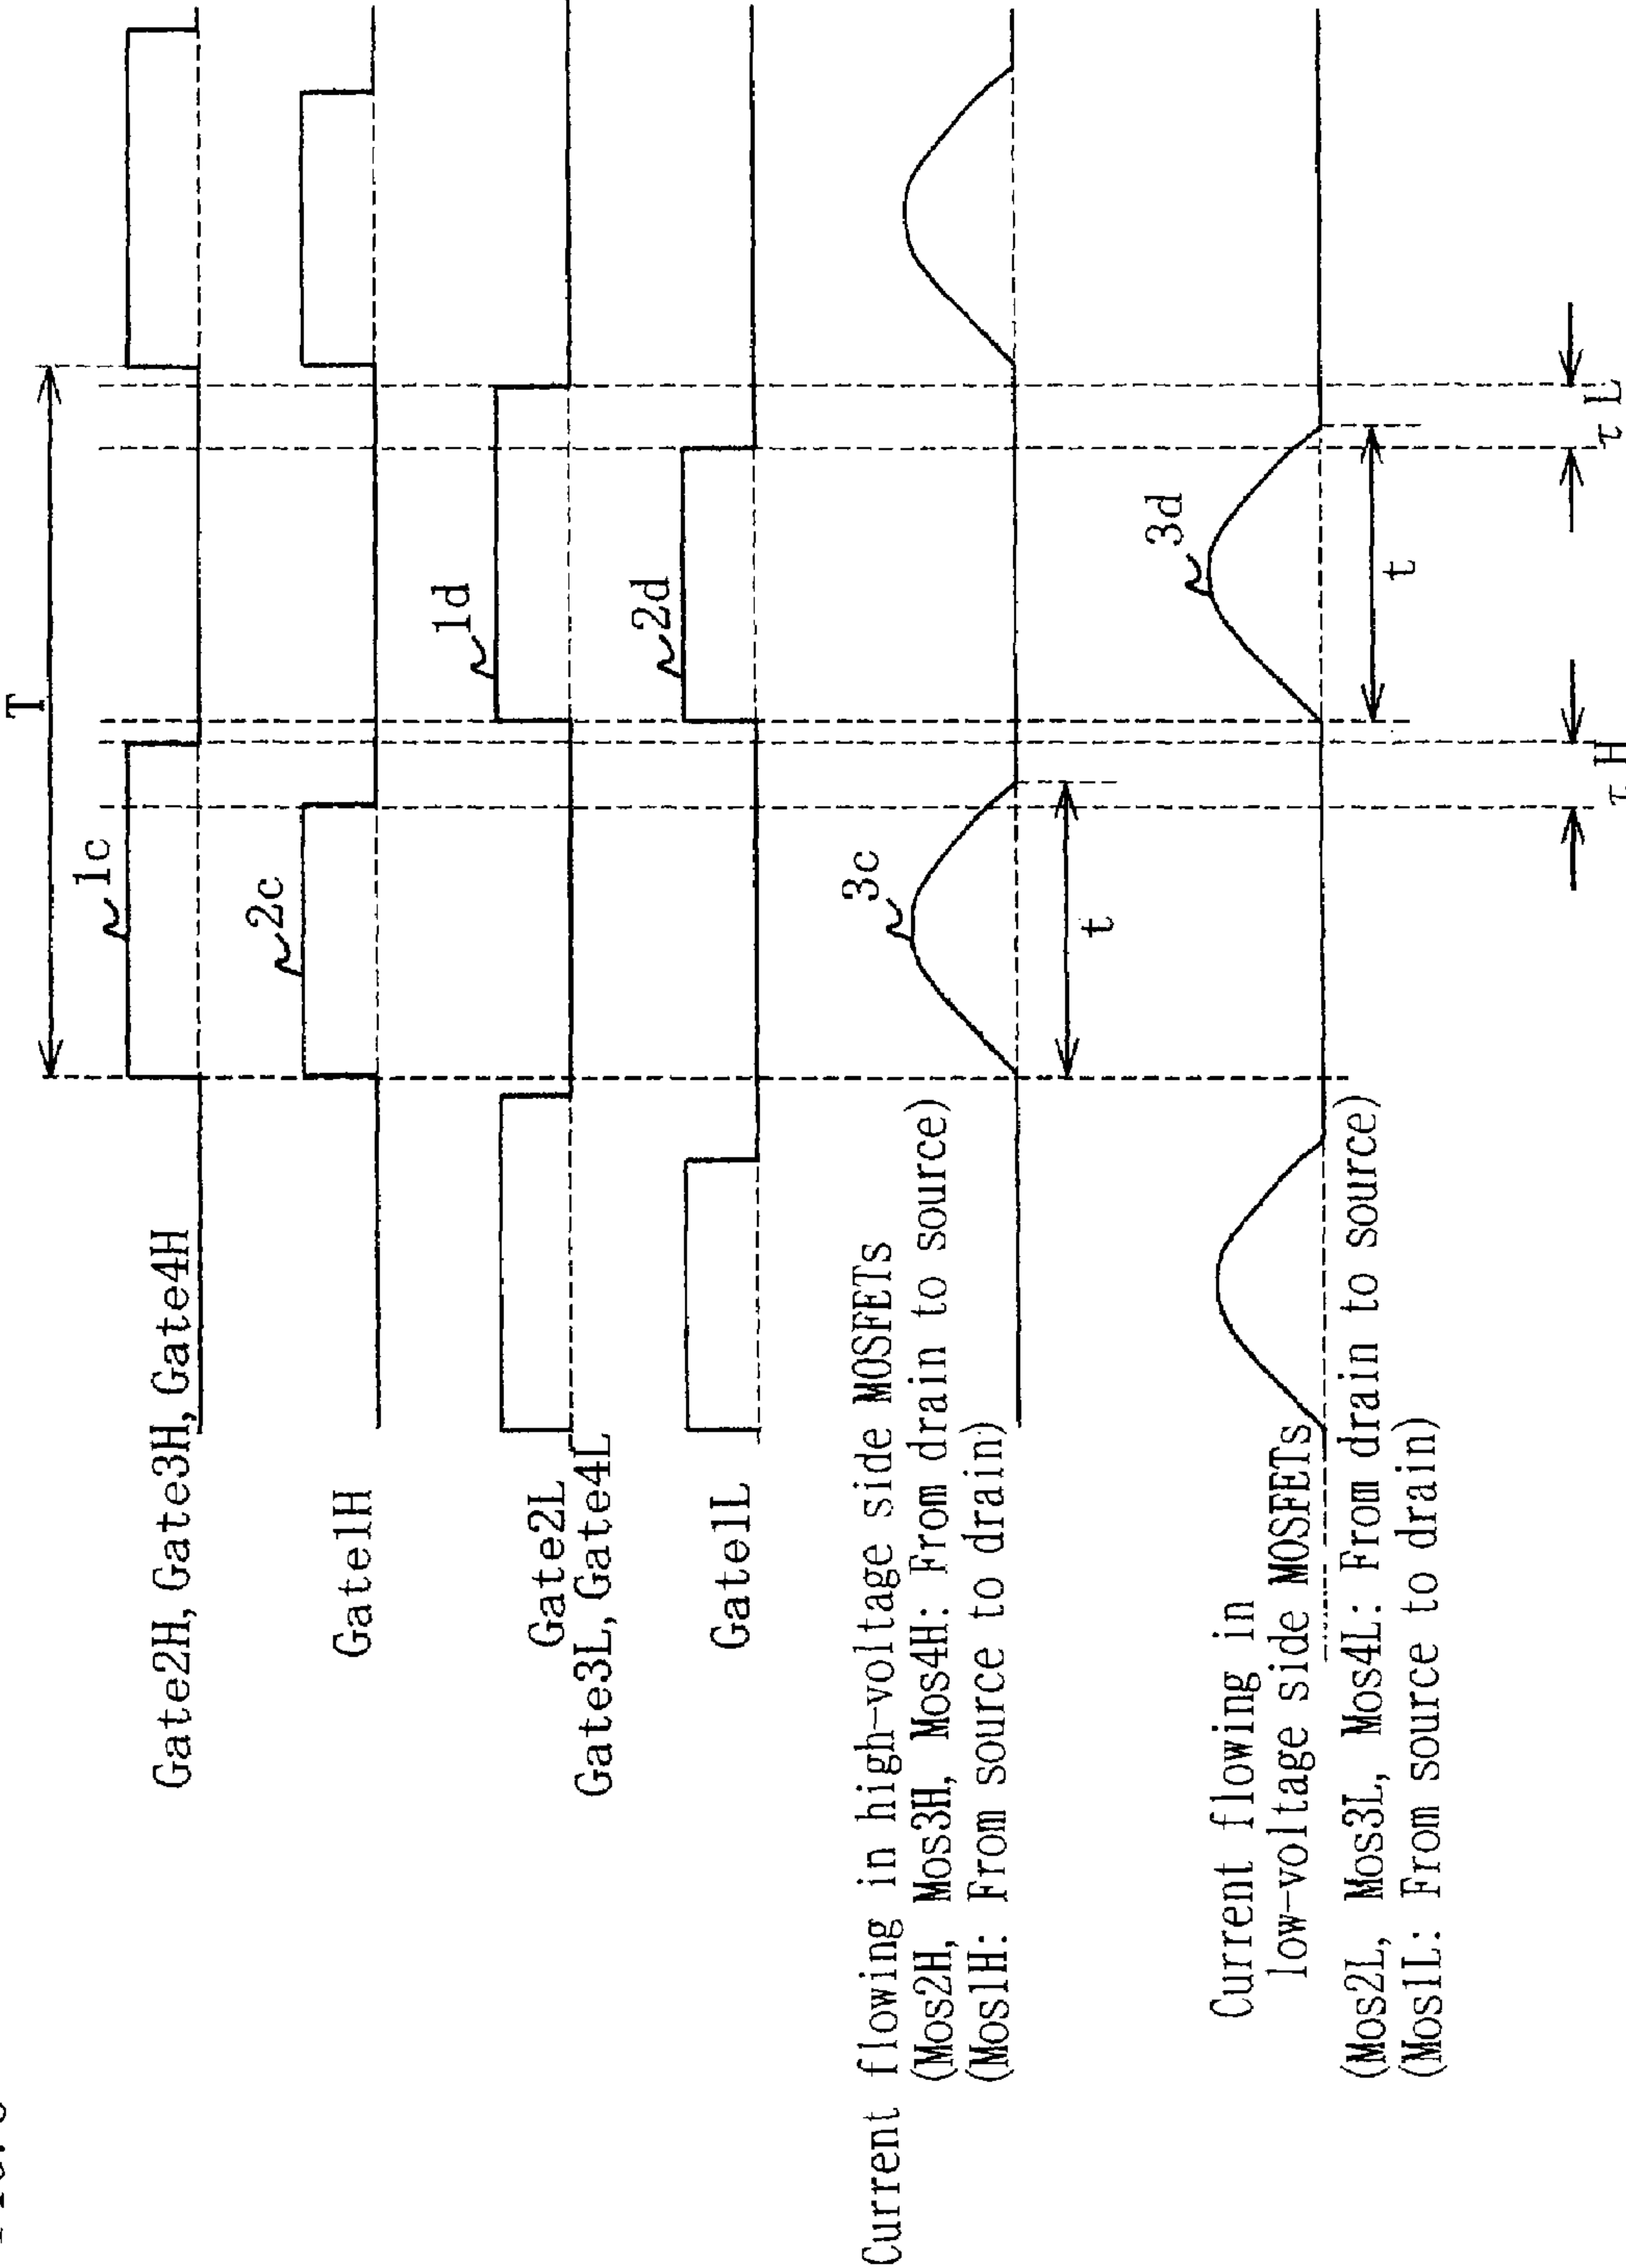 T
1c
Gate2H, Gate3H, Gate4H
2c
Gate1H
1d
Gate2L
Gate3L, Gate4L
2d
Gate1L
Current flowing in high-voltage side MOSFETs
(Mos2H, Mos3H, Mos4H: From drain to source)
(Mos1H: From source to drain)
3c
t
Current flowing in
low-voltage side MOSFETs
(Mos2L, Mos3L, Mos4L: From drain to source)
(Mos1L: From source to drain)
3d
t
τ H
τ L